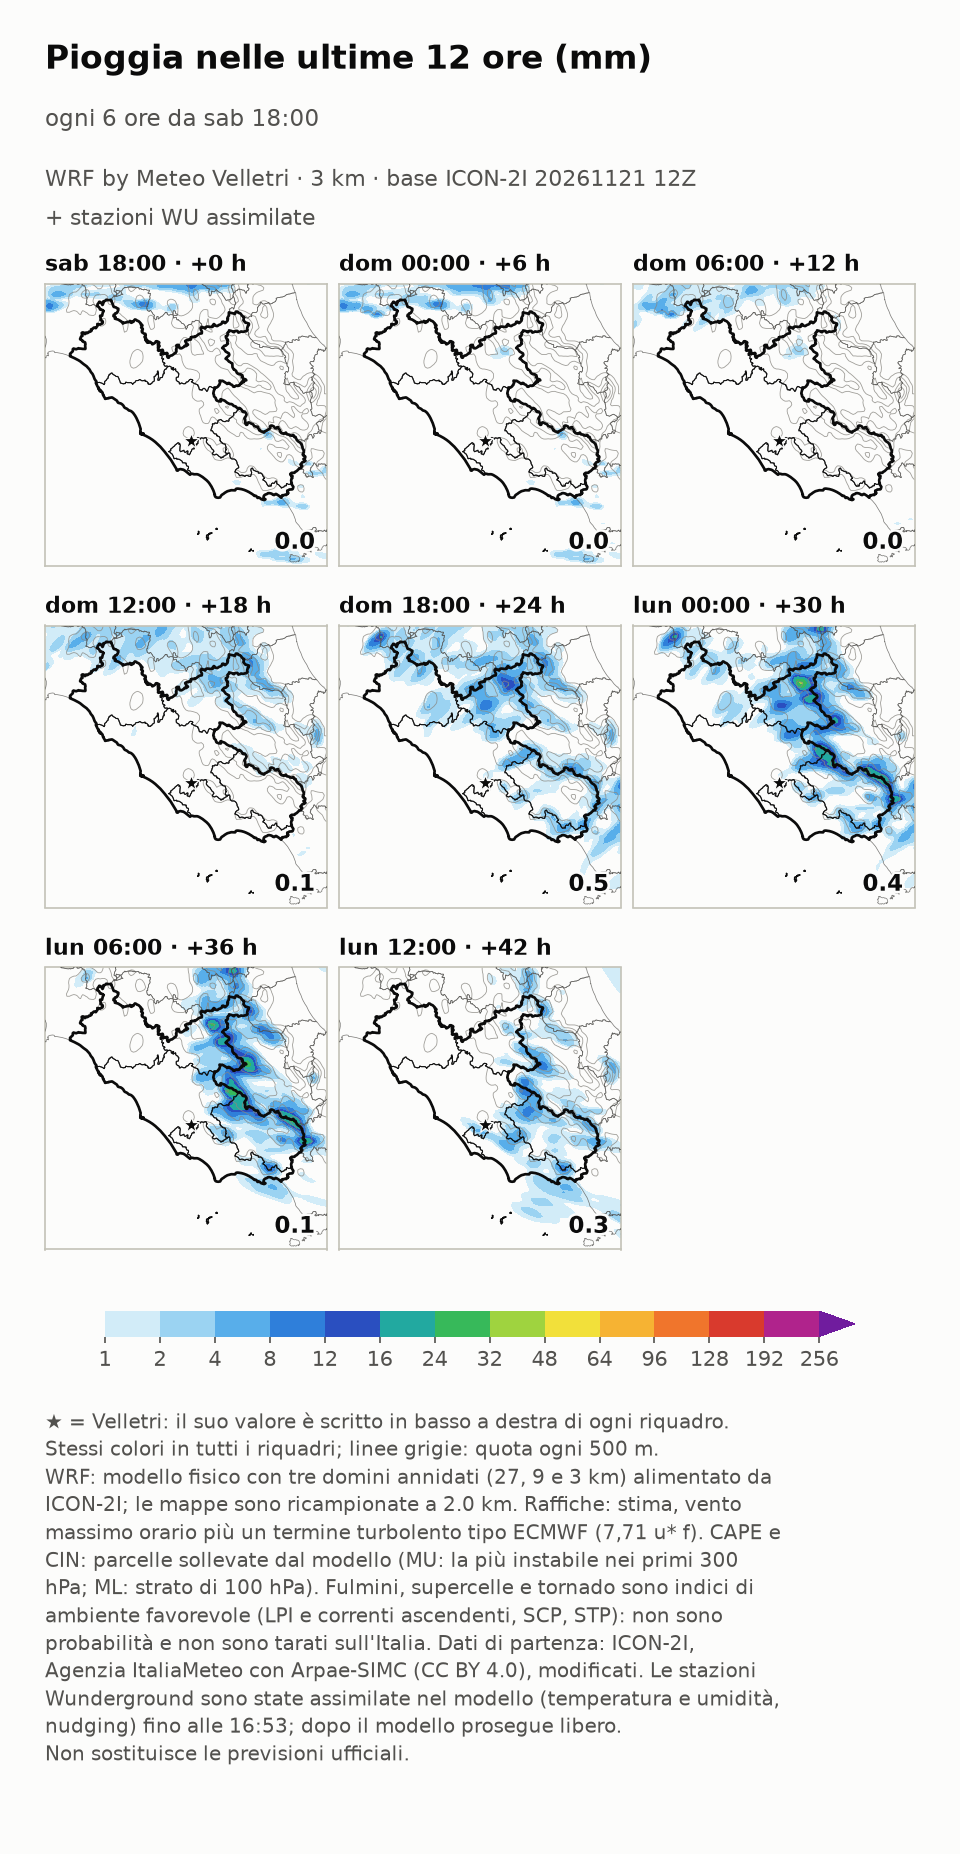 Pioggia nelle ultime 12 ore (mm)
ogni 6 ore da sab 18:00
WRF by Meteo Velletri · 3 km · base ICON-2I 20261121 12Z
+ stazioni WU assimilate
sab 18:00 · +0 h
dom 00:00 · +6 h
dom 06:00 · +12 h
0.0
0.0
0.0
dom 12:00 · +18 h
dom 18:00 · +24 h
lun 00:00 · +30 h
0.1
0.5
0.4
lun 06:00 · +36 h
lun 12:00 · +42 h
0.1
0.3
1 2 4 8 12 16 24 32 48 64 96 128 192 256
★ = Velletri: il suo valore è scritto in basso a destra di ogni riquadro.
Stessi colori in tutti i riquadri; linee grigie: quota ogni 500 m.
WRF: modello fisico con tre domini annidati (27, 9 e 3 km) alimentato da
ICON-2I; le mappe sono ricampionate a 2.0 km. Raffiche: stima, vento
massimo orario più un termine turbolento tipo ECMWF (7,71 u* f). CAPE e
CIN: parcelle sollevate dal modello (MU: la più instabile nei primi 300
hPa; ML: strato di 100 hPa). Fulmini, supercelle e tornado sono indici di
ambiente favorevole (LPI e correnti ascendenti, SCP, STP): non sono
probabilità e non sono tarati sull'Italia. Dati di partenza: ICON-2I,
Agenzia ItaliaMeteo con Arpae-SIMC (CC BY 4.0), modificati. Le stazioni
Wunderground sono state assimilate nel modello (temperatura e umidità,
nudging) fino alle 16:53; dopo il modello prosegue libero.
Non sostituisce le previsioni ufficiali.